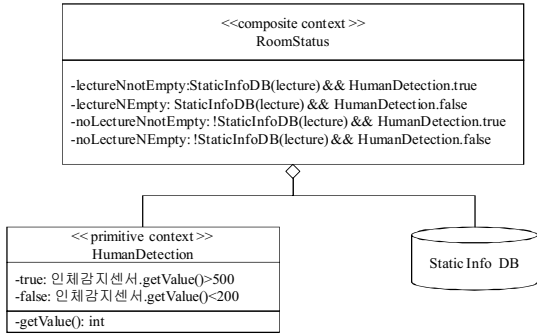 <<composite context>>
RoomStatus
-lectureNnotEmpty:StaticInfoDB(lecture) && HumanDetection.true
-lectureNEmpty: StaticInfoDB(lecture) && HumanDetection.false
-noLectureNnotEmpty: !StaticInfoDB(lecture) && HumanDetection.true
-noLectureNEmpty: !StaticInfoDB(lecture) && HumanDetection.false
<< primitive context >>
HumanDetection
-true: 인체감지센서.getValue()>500
-false: 인체감지센서.getValue()<200
-getValue(): int
Static Info DB